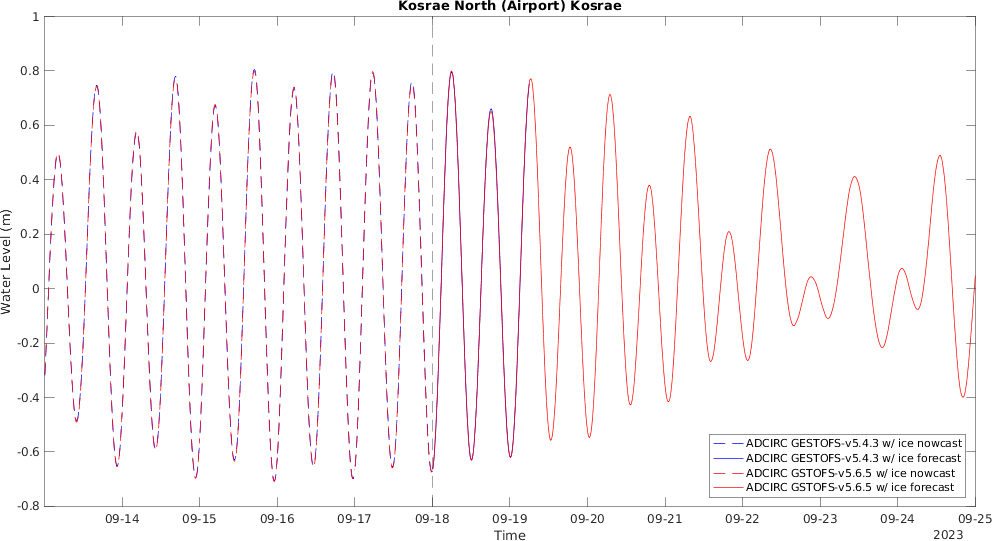 Kosrae North (Airport) Kosrae
1
0.8
0.6
0.4
0.2
0
-0.2
-0.4
-0.6
-0.8
Water Level (m)
ADCIRC GESTOFS-v5.4.3 w/ ice nowcast
ADCIRC GESTOFS-v5.4.3 w/ ice forecast
ADCIRC GSTOFS-v5.6.5 w/ ice nowcast
ADCIRC GSTOFS-v5.6.5 w/ ice forecast
09-14 09-15 09-16 09-17 09-18 09-19 09-20 09-21 09-22 09-23 09-24 09-25
Time
2023